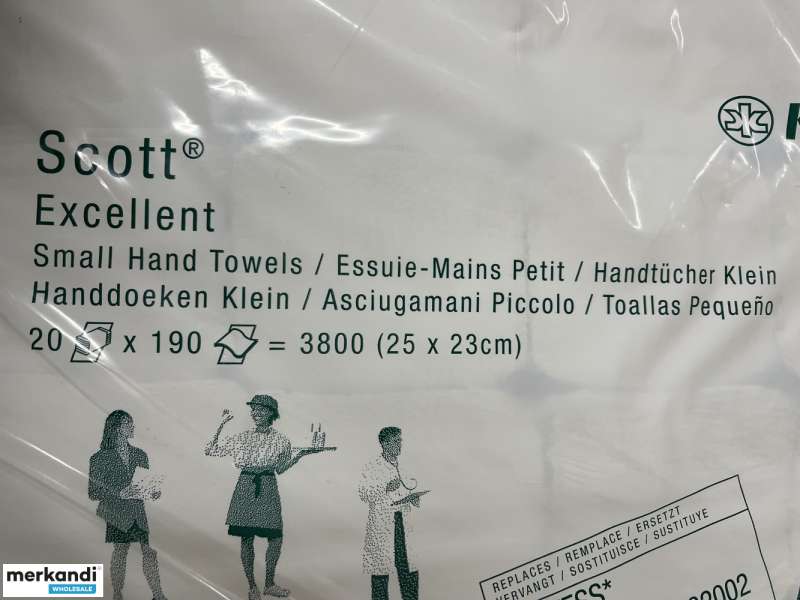 Scott®
Excellent
Small Hand Towels / Essuie-Mains Petit / Handtücher Klein
Handdoeken Klein / Asciugamani Piccolo / Toallas Pequeño
20 x 190 = 3800 (25 x 23cm)
REPLACES / REMPLACE / ERSETZT
VERVANGT / SOSTITUISCE / SUSTITUYE
merkandi
WHOLESALE